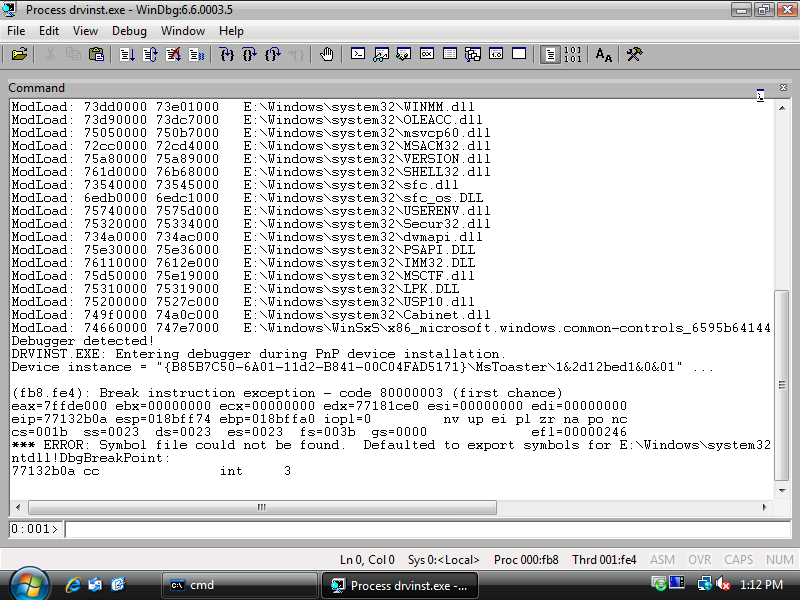 Process drvinst.exe - WinDbg:6.6.0003.5
File Edit View Debug Window Help
Command
ModLoad: 73dd0000 73e01000   E:\Windows\system32\WINMM.dll
ModLoad: 73d90000 73dc7000   E:\Windows\system32\OLEACC.dll
ModLoad: 75050000 750b7000   E:\Windows\system32\msvcp60.dll
ModLoad: 72cc0000 72cd4000   E:\Windows\system32\MSACM32.dll
ModLoad: 75a80000 75a89000   E:\Windows\system32\VERSION.dll
ModLoad: 761d0000 76b68000   E:\Windows\system32\SHELL32.dll
ModLoad: 73540000 73545000   E:\Windows\system32\sfc.dll
ModLoad: 6edb0000 6edc1000   E:\Windows\system32\sfc_os.DLL
ModLoad: 75740000 7575d000   E:\Windows\system32\USERENV.dll
ModLoad: 75320000 75334000   E:\Windows\system32\Secur32.dll
ModLoad: 734a0000 734ac000   E:\Windows\system32\dwmapi.dll
ModLoad: 75e30000 75e36000   E:\Windows\system32\PSAPI.DLL
ModLoad: 76110000 7612e000   E:\Windows\system32\IMM32.DLL
ModLoad: 75d50000 75e19000   E:\Windows\system32\MSCTF.dll
ModLoad: 75310000 75319000   E:\Windows\system32\LPK.DLL
ModLoad: 75200000 7527c000   E:\Windows\system32\USP10.dll
ModLoad: 749f0000 74a0c000   E:\Windows\system32\Cabinet.dll
ModLoad: 74660000 747e7000   E:\Windows\WinSxS\x86_microsoft.windows.common-controls_6595b64144
Debugger detected!
DRVINST.EXE: Entering debugger during PnP device installation.
Device instance = "{B85B7C50-6A01-11d2-B841-00C04FAD5171}\MsToaster\1&2d12bed1&0&01" ...
(fb8.fe4): Break instruction exception - code 80000003 (first chance)
eax=7ffde000 ebx=00000000 ecx=00000000 edx=77181ce0 esi=00000000 edi=00000000
eip=77132b0a esp=018bff74 ebp=018bffa0 iopl=0         nv up ei pl zr na po nc
cs=001b  ss=0023  ds=0023  es=0023  fs=003b  gs=0000             efl=00000246
*** ERROR: Symbol file could not be found.  Defaulted to export symbols for E:\Windows\system32
ntdll!DbgBreakPoint:
77132b0a cc              int     3
0:001>
Ln 0, Col 0 Sys 0:<Local> Proc 000:fb8 Thrd 001:fe4 ASM OVR CAPS NUM
cmd Process drvinst.exe -... 1:12 PM